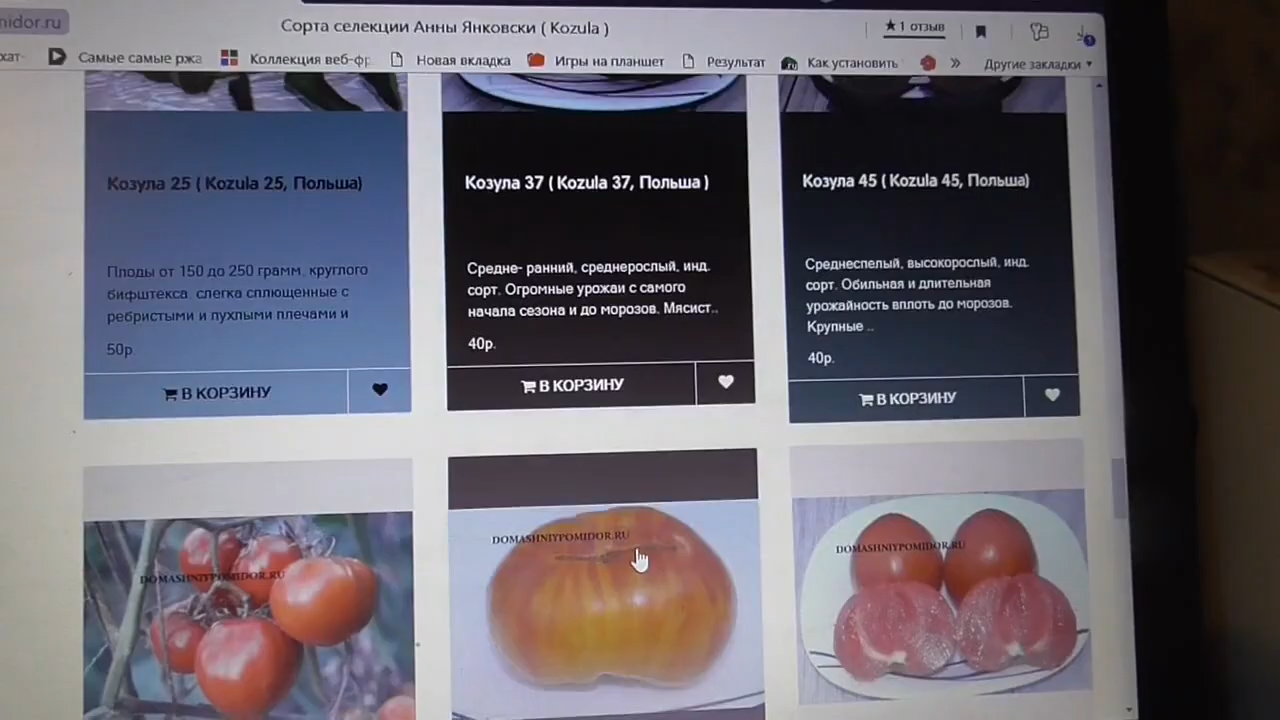 midor.ru
Сорта селекции Анны Янковски ( Kozula )
★ 1 отзыв
хат-
Самые самые ржа
Коллекция веб-фр
Новая вкладка
Игры на планшет
Результат
Как установить
»
Другие закладки
Козула 25 ( Kozula 25, Польша)
Плоды от 150 до 250 грамм, круглого
бифштекса, слегка сплющенные с
ребристыми и пухлыми плечами и
50р.
В КОРЗИНУ
Козула 37 ( Kozula 37, Польша )
Средне- ранний, среднерослый, инд.
сорт. Огромные урожаи с самого
начала сезона и до морозов. Мясист..
40р.
В КОРЗИНУ
Козула 45 ( Kozula 45, Польша)
Среднеспелый, высокорослый, инд.
сорт. Обильная и длительная
урожайность вплоть до морозов.
Крупные ..
40р.
В КОРЗИНУ
DOMASHNIYPOMIDOR.RU
DOMASHNIYPOMIDOR.RU
DOMASHNIYPOMIDOR.RU